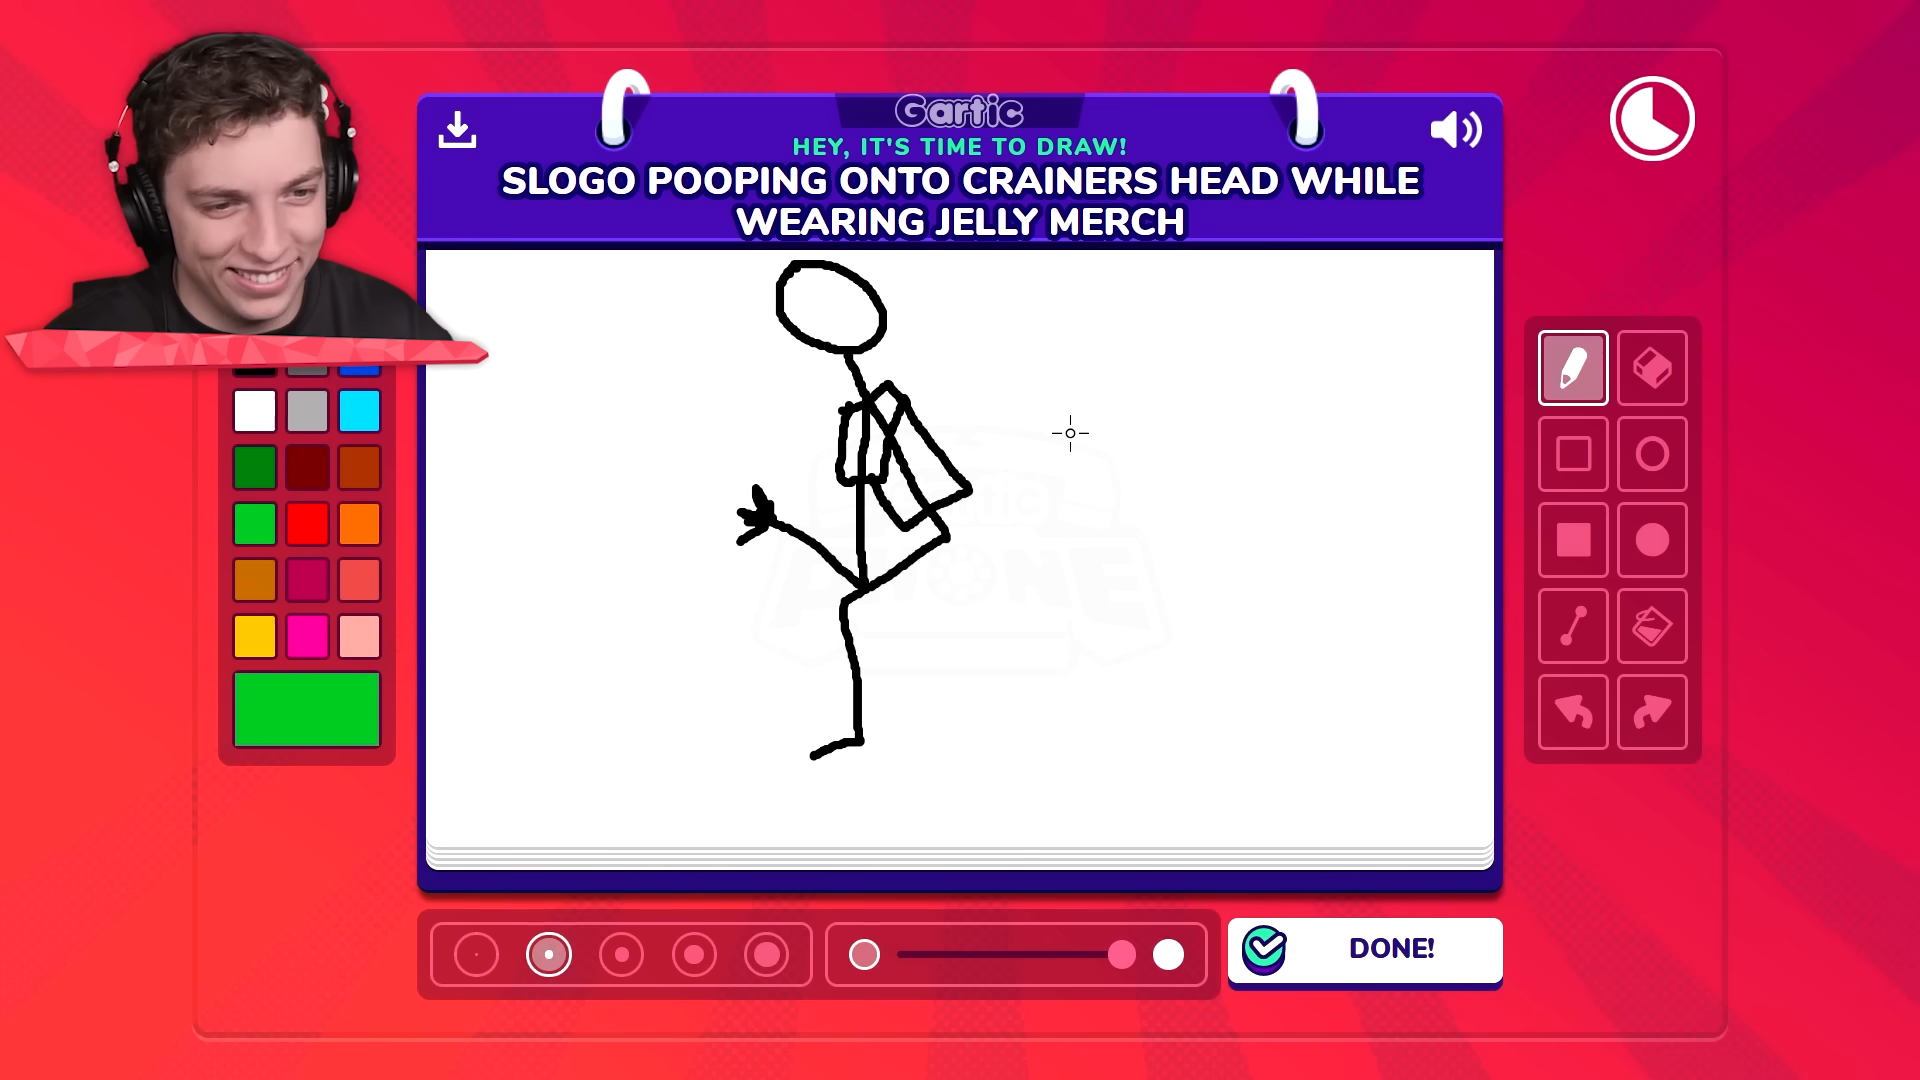 Gartic
HEY, IT'S TIME TO DRAW!
SLOGO POOPING ONTO CRAINERS HEAD WHILE
WEARING JELLY MERCH
DONE!